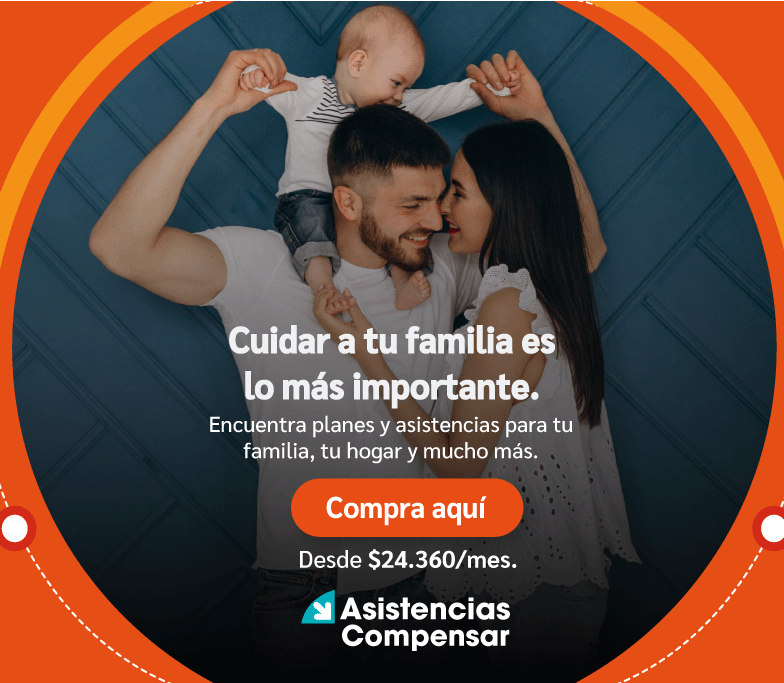 Cuidar a tu familia es
lo más importante.
Encuentra planes y asistencias para tu
familia, tu hogar y mucho más.
Compra aquí
Desde $24.360/mes.
Asistencias
Compensar